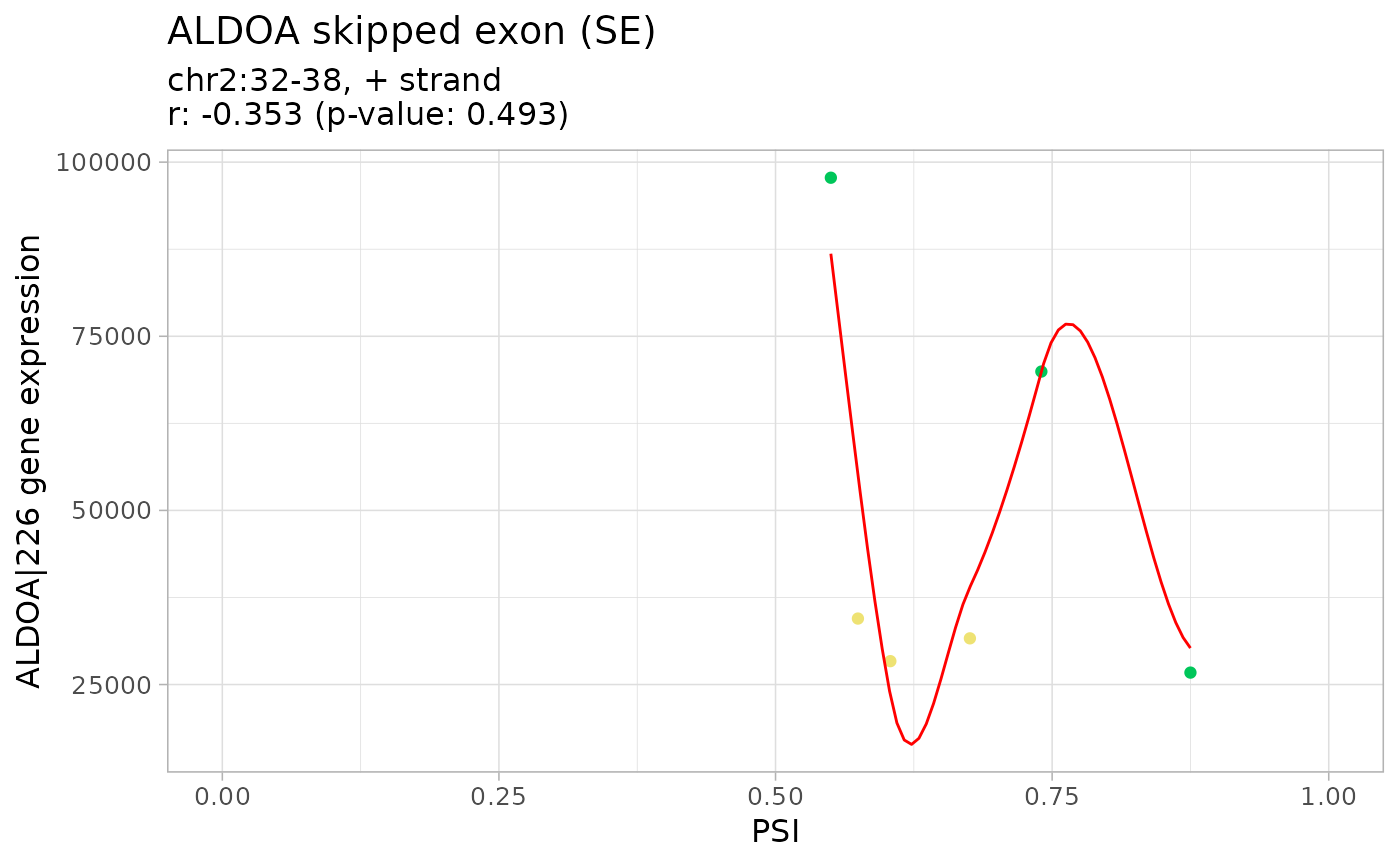 ALDOA skipped exon (SE)
chr2:32-38, + strand
r: -0.353 (p-value: 0.493)
100000
75000
50000
25000
ALDOA|226 gene expression
0.00
0.25
0.50
0.75
1.00
PSI